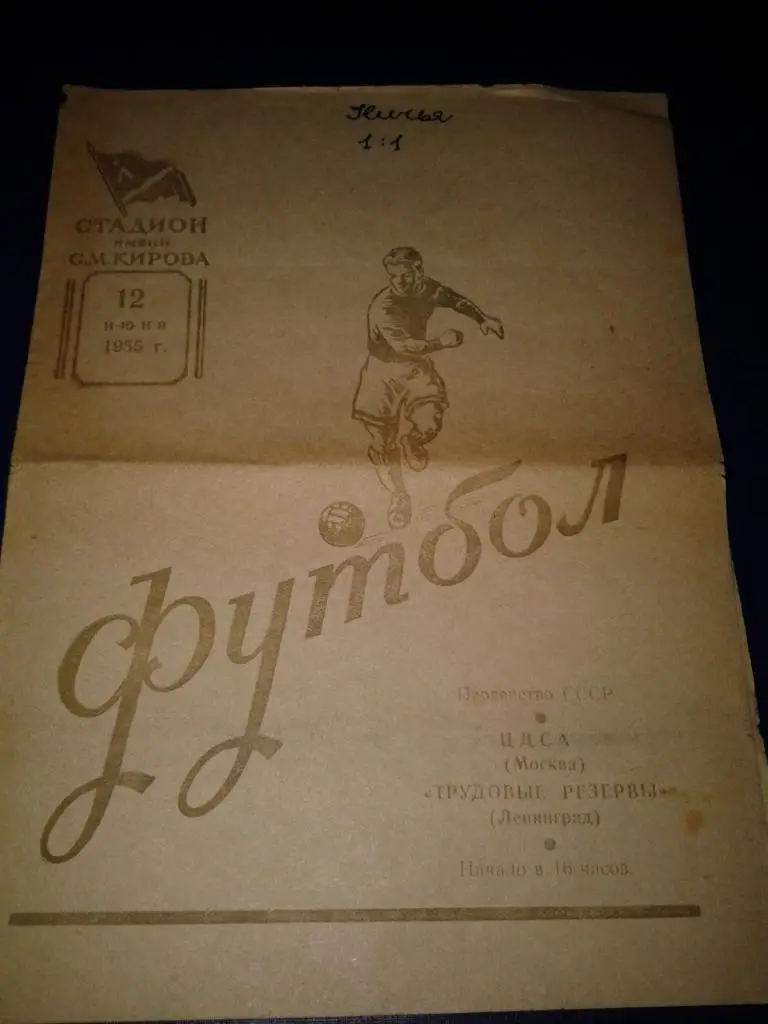 Ничья
1:1
Л
СТАДИОН
имени
С.М.КИРОВА
12
июня
1955 г.
футбол
Первенство СССР
ЦДСА
(Москва)
«ТРУДОВЫЕ РЕЗЕРВЫ»
(Ленинград)
Начало в 16 часов.